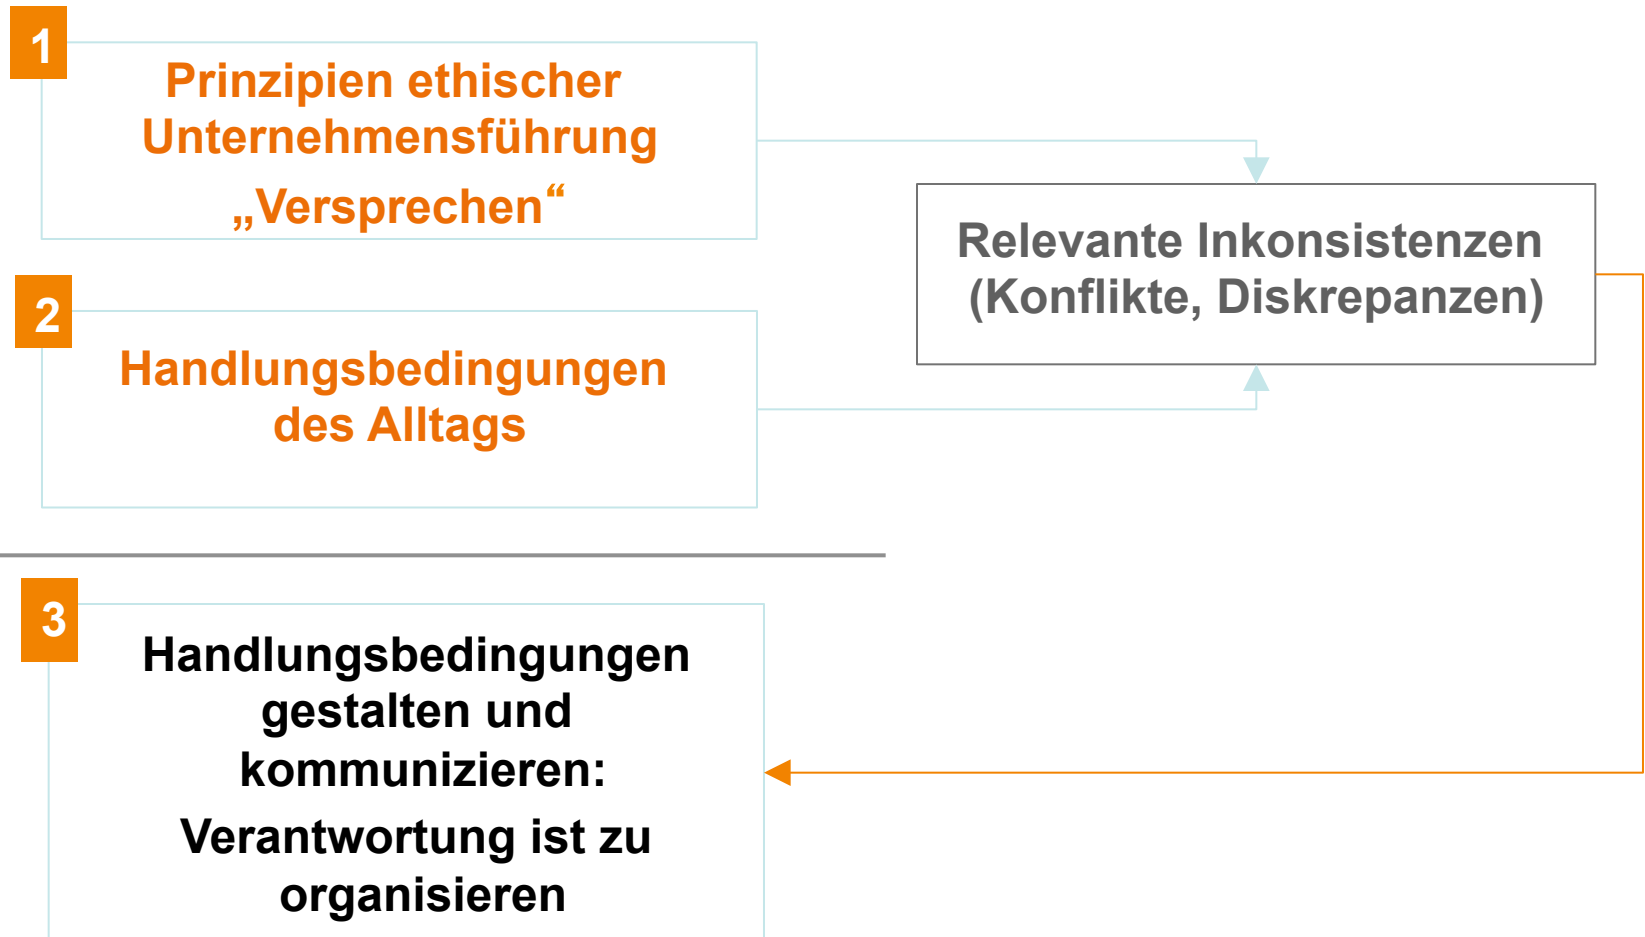 1
Prinzipien ethischer
Unternehmensführung
„Versprechen“
2
Handlungsbedingungen
des Alltags
Relevante Inkonsistenzen
(Konflikte, Diskrepanzen)
3
Handlungsbedingungen
gestalten und
kommunizieren:
Verantwortung ist zu
organisieren